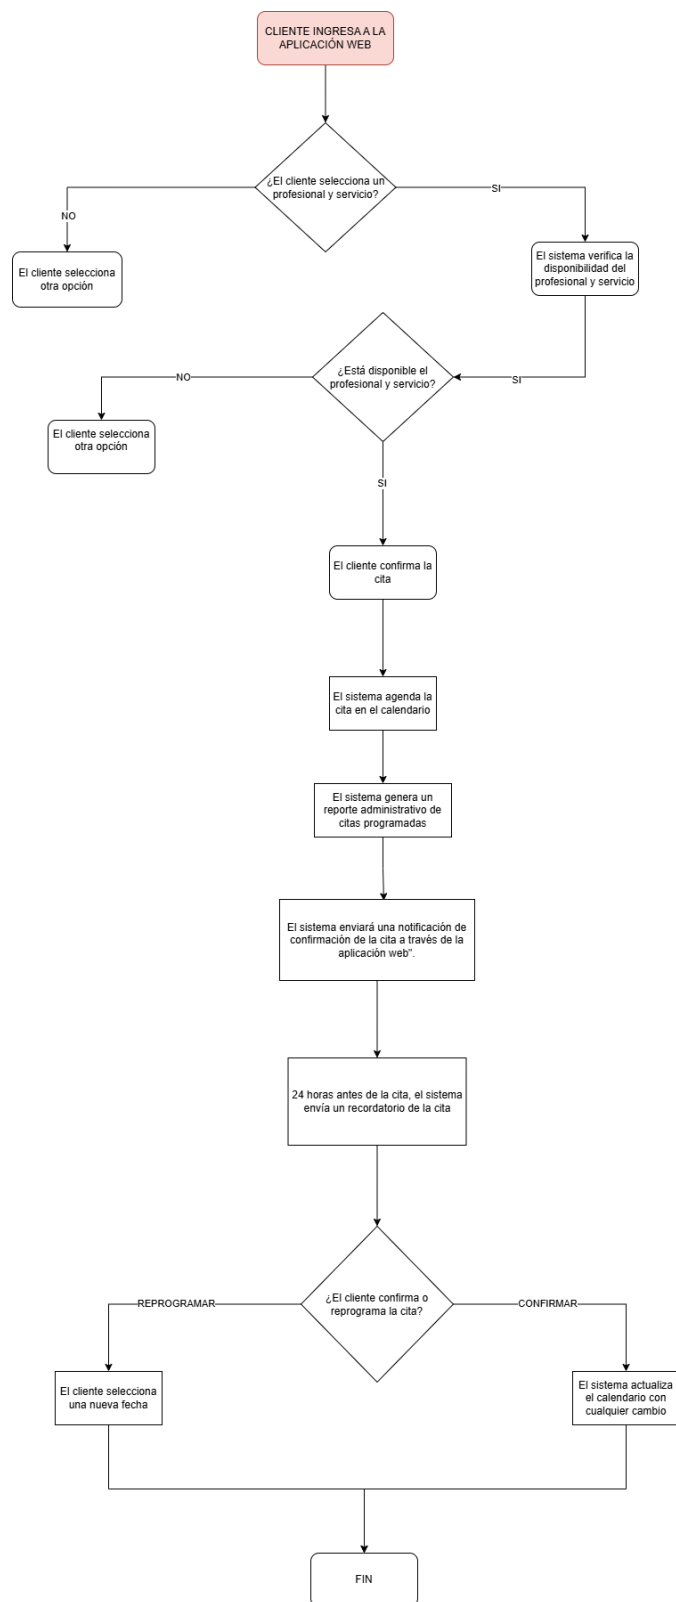 CLIENTE INGRESA A LA
APLICACIÓN WEB
¿El cliente selecciona un
profesional y servicio?
SI
NO
El cliente selecciona
otra opción
El sistema verifica la
disponibilidad del
profesional y servicio
¿Está disponible el
profesional y servicio?
NO
SI
El cliente selecciona
otra opción
SI
El cliente confirma la
cita
El sistema agenda la
cita en el calendario
El sistema genera un
reporte administrativo de
citas programadas
El sistema enviará una notificación de
confirmación de la cita a través de la
aplicación web".
24 horas antes de la cita, el sistema
envía un recordatorio de la cita
¿El cliente confirma o
reprograma la cita?
REPROGRAMAR
CONFIRMAR
El cliente selecciona
una nueva fecha
El sistema actualiza
el calendario con
cualquier cambio
FIN